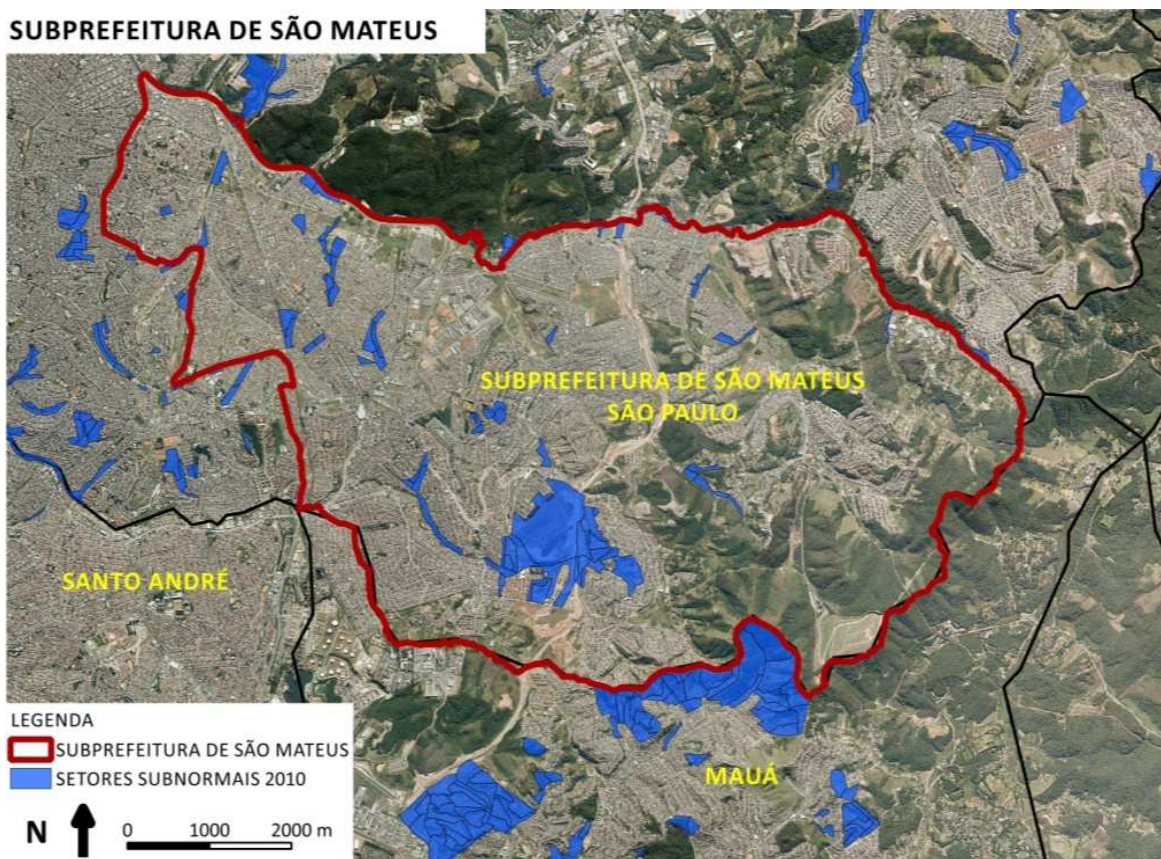 SUBPREFEITURA DE SÃO MATEUS
SUBPREFEITURA DE SÃO MATEUS
SÃO PAULO
SANTO ANDRÉ
MAUÁ
LEGENDA
SUBPREFEITURA DE SÃO MATEUS
SETORES SUBNORMAIS 2010
N 0 1000 2000 m